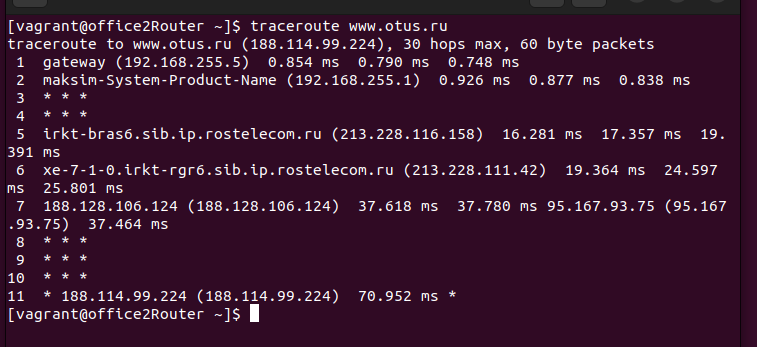 [vagrant@office2Router ~]$ traceroute www.otus.ru
traceroute to www.otus.ru (188.114.99.224), 30 hops max, 60 byte packets
 1  gateway (192.168.255.5)  0.854 ms  0.790 ms  0.748 ms
 2  maksim-System-Product-Name (192.168.255.1)  0.926 ms  0.877 ms  0.838 ms
 3  * * *
 4  * * *
 5  irkt-bras6.sib.ip.rostelecom.ru (213.228.116.158)  16.281 ms  17.357 ms  19.
391 ms
 6  xe-7-1-0.irkt-rgr6.sib.ip.rostelecom.ru (213.228.111.42)  19.364 ms  24.597
ms  25.801 ms
 7  188.128.106.124 (188.128.106.124)  37.618 ms  37.780 ms 95.167.93.75 (95.167
.93.75)  37.464 ms
 8  * * *
 9  * * *
10  * * *
11  * 188.114.99.224 (188.114.99.224)  70.952 ms *
[vagrant@office2Router ~]$